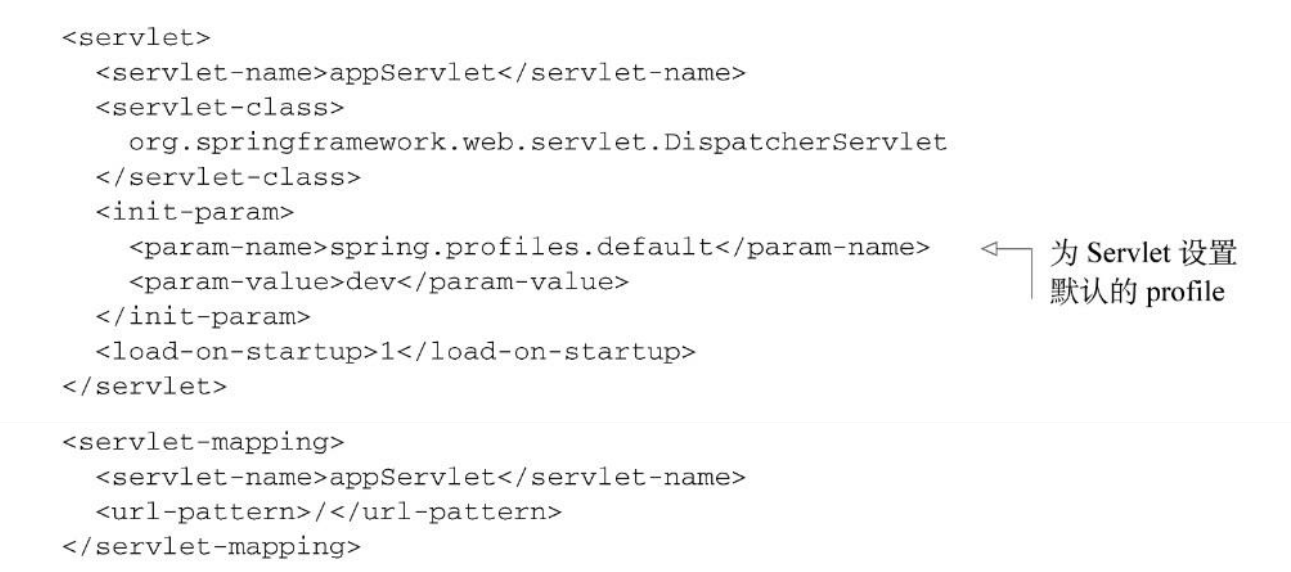 <servlet>
  <servlet-name>appServlet</servlet-name>
  <servlet-class>
    org.springframework.web.servlet.DispatcherServlet
  </servlet-class>
  <init-param>
    <param-name>spring.profiles.default</param-name>
    <param-value>dev</param-value>
  </init-param>
  <load-on-startup>1</load-on-startup>
</servlet>
为 Servlet 设置
默认的 profile
<servlet-mapping>
  <servlet-name>appServlet</servlet-name>
  <url-pattern>/</url-pattern>
</servlet-mapping>